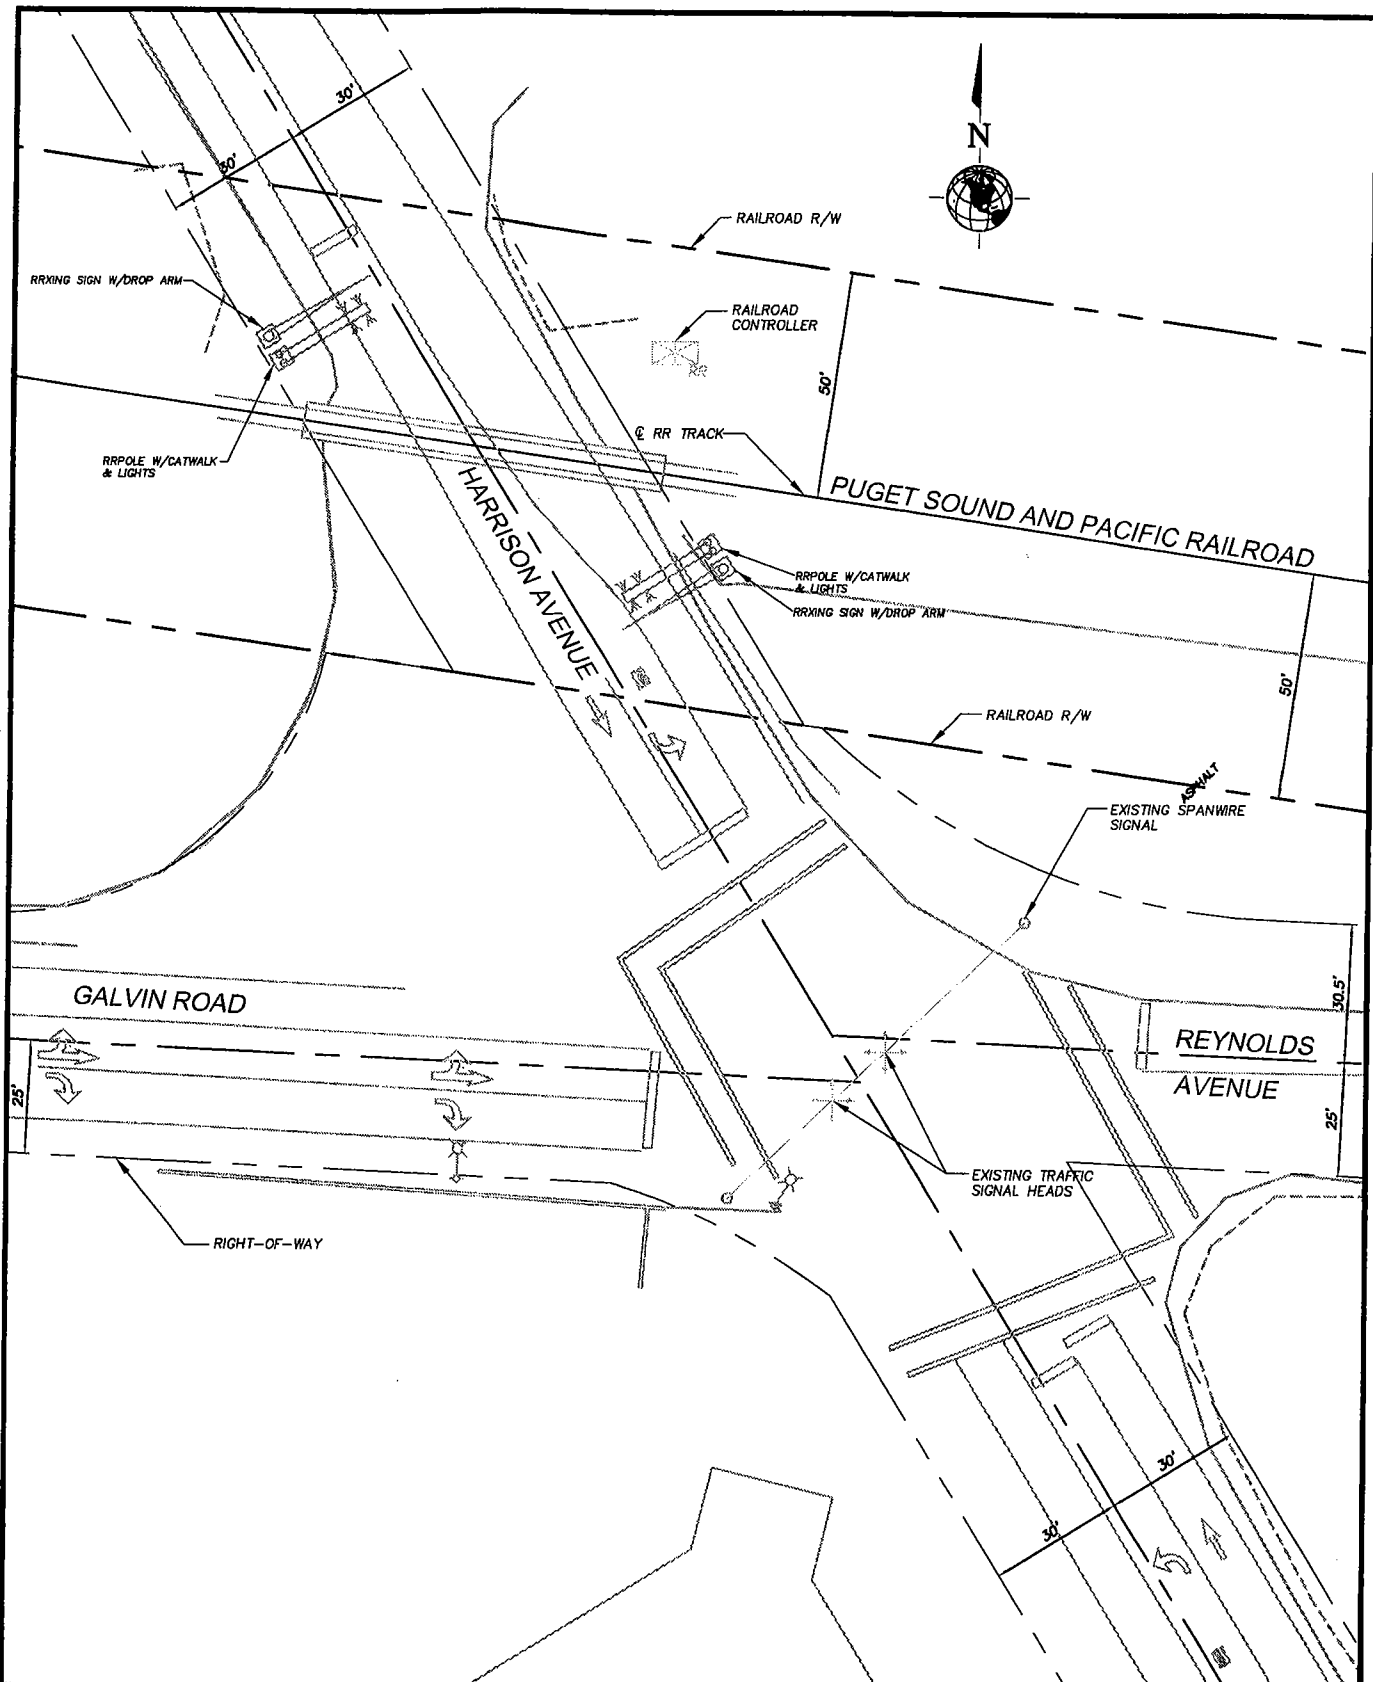 30'
30'
N
RAILROAD R/W
RRXING SIGN W/DROP ARM
RAILROAD
CONTROLLER
RR
50'
℄ RR TRACK
RRPOLE W/CATWALK
& LIGHTS
HARRISON AVENUE
PUGET SOUND AND PACIFIC RAILROAD
RRPOLE W/CATWALK
& LIGHTS
RRXING SIGN W/DROP ARM
50'
RAILROAD R/W
ASPHALT
EXISTING SPANWIRE
SIGNAL
GALVIN ROAD
30.5'
REYNOLDS
AVENUE
25'
25'
EXISTING TRAFFIC
SIGNAL HEADS
RIGHT-OF-WAY
30'
30'